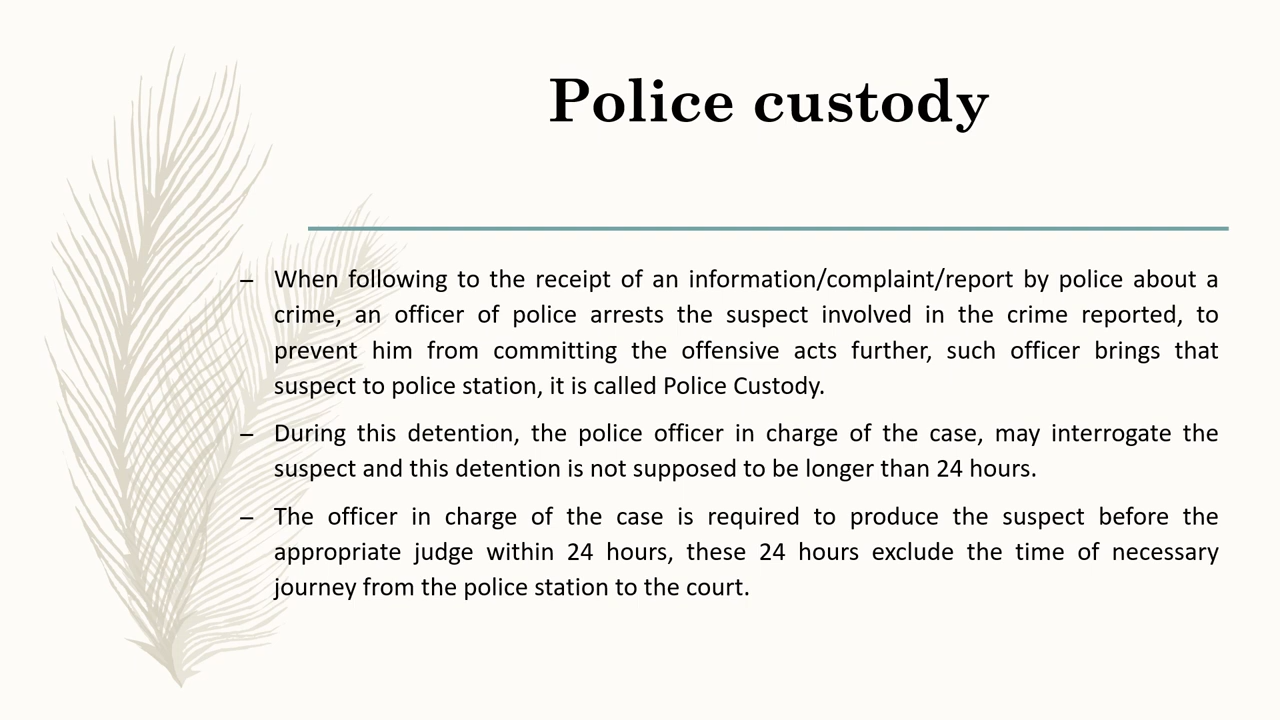 Police custody
– When following to the receipt of an information/complaint/report by police about a
crime, an officer of police arrests the suspect involved in the crime reported, to
prevent him from committing the offensive acts further, such officer brings that
suspect to police station, it is called Police Custody.
– During this detention, the police officer in charge of the case, may interrogate the
suspect and this detention is not supposed to be longer than 24 hours.
– The officer in charge of the case is required to produce the suspect before the
appropriate judge within 24 hours, these 24 hours exclude the time of necessary
journey from the police station to the court.